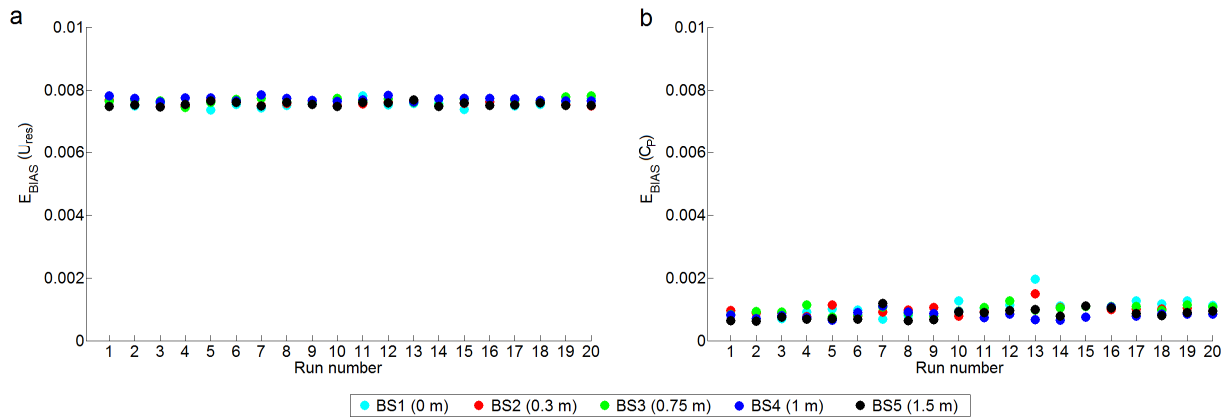 a
0.01
0.008
0.006
0.004
0.002
0
E_BIAS (U_res)
1 2 3 4 5 6 7 8 9 10 11 12 13 14 15 16 17 18 19 20
Run number
b
0.01
0.008
0.006
0.004
0.002
0
E_BIAS (C_P)
1 2 3 4 5 6 7 8 9 10 11 12 13 14 15 16 17 18 19 20
Run number
BS1 (0 m) BS2 (0.3 m) BS3 (0.75 m) BS4 (1 m) BS5 (1.5 m)